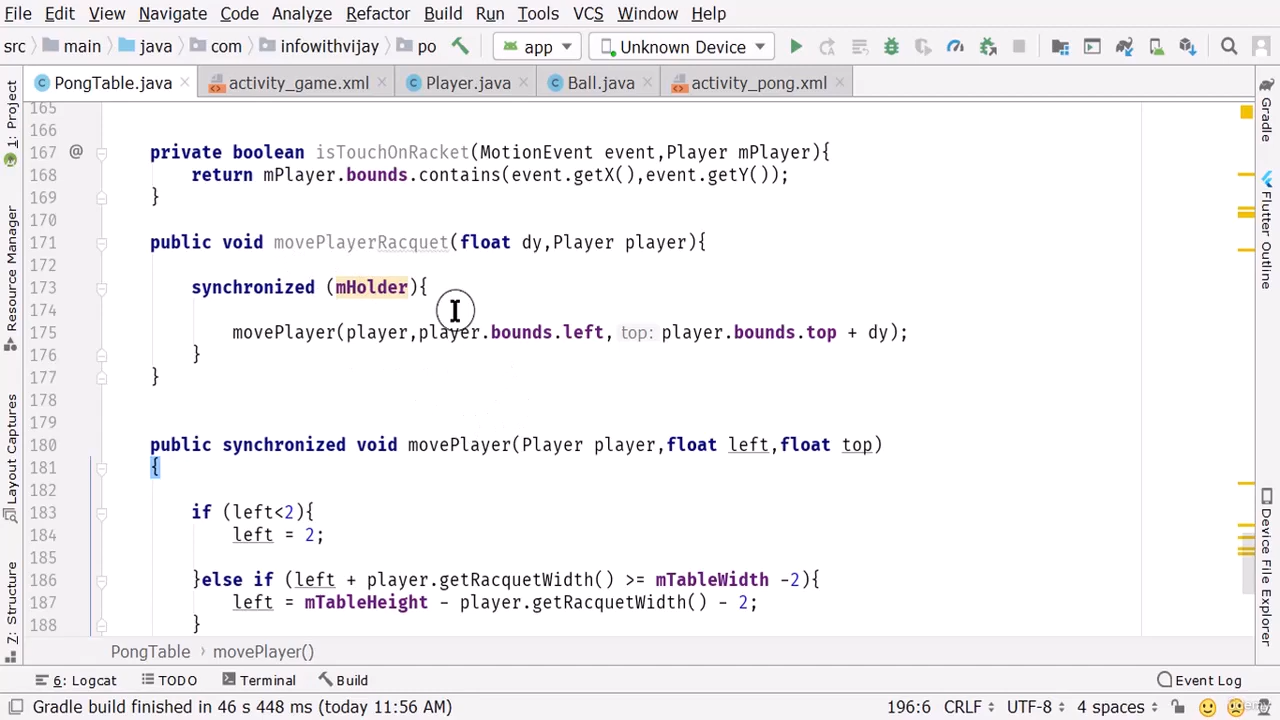 File Edit View Navigate Code Analyze Refactor Build Run Tools VCS Window Help
src main java com infowithvijay po app Unknown Device
PongTable.java activity_game.xml Player.java Ball.java activity_pong.xml
165
166
167 @ private boolean isTouchOnRacket(MotionEvent event,Player mPlayer){
168 return mPlayer.bounds.contains(event.getX(),event.getY());
169 }
170
171 public void movePlayerRacquet(float dy,Player player){
172
173 synchronized (mHolder){
174
175 movePlayer(player,player.bounds.left, top: player.bounds.top + dy);
176 }
177 }
178
179
180 public synchronized void movePlayer(Player player,float left,float top)
181 {
182
183 if (left<2){
184 left = 2;
185
186 }else if (left + player.getRacquetWidth() >= mTableWidth -2){
187 left = mTableHeight - player.getRacquetWidth() - 2;
188 }
1: Project
Resource Manager
Layout Captures
Z: Structure
Gradle
Flutter Outline
Device File Explorer
PongTable movePlayer()
6: Logcat TODO Terminal Build Event Log
Gradle build finished in 46 s 448 ms (today 11:56 AM) 196:6 CRLF UTF-8 4 spaces